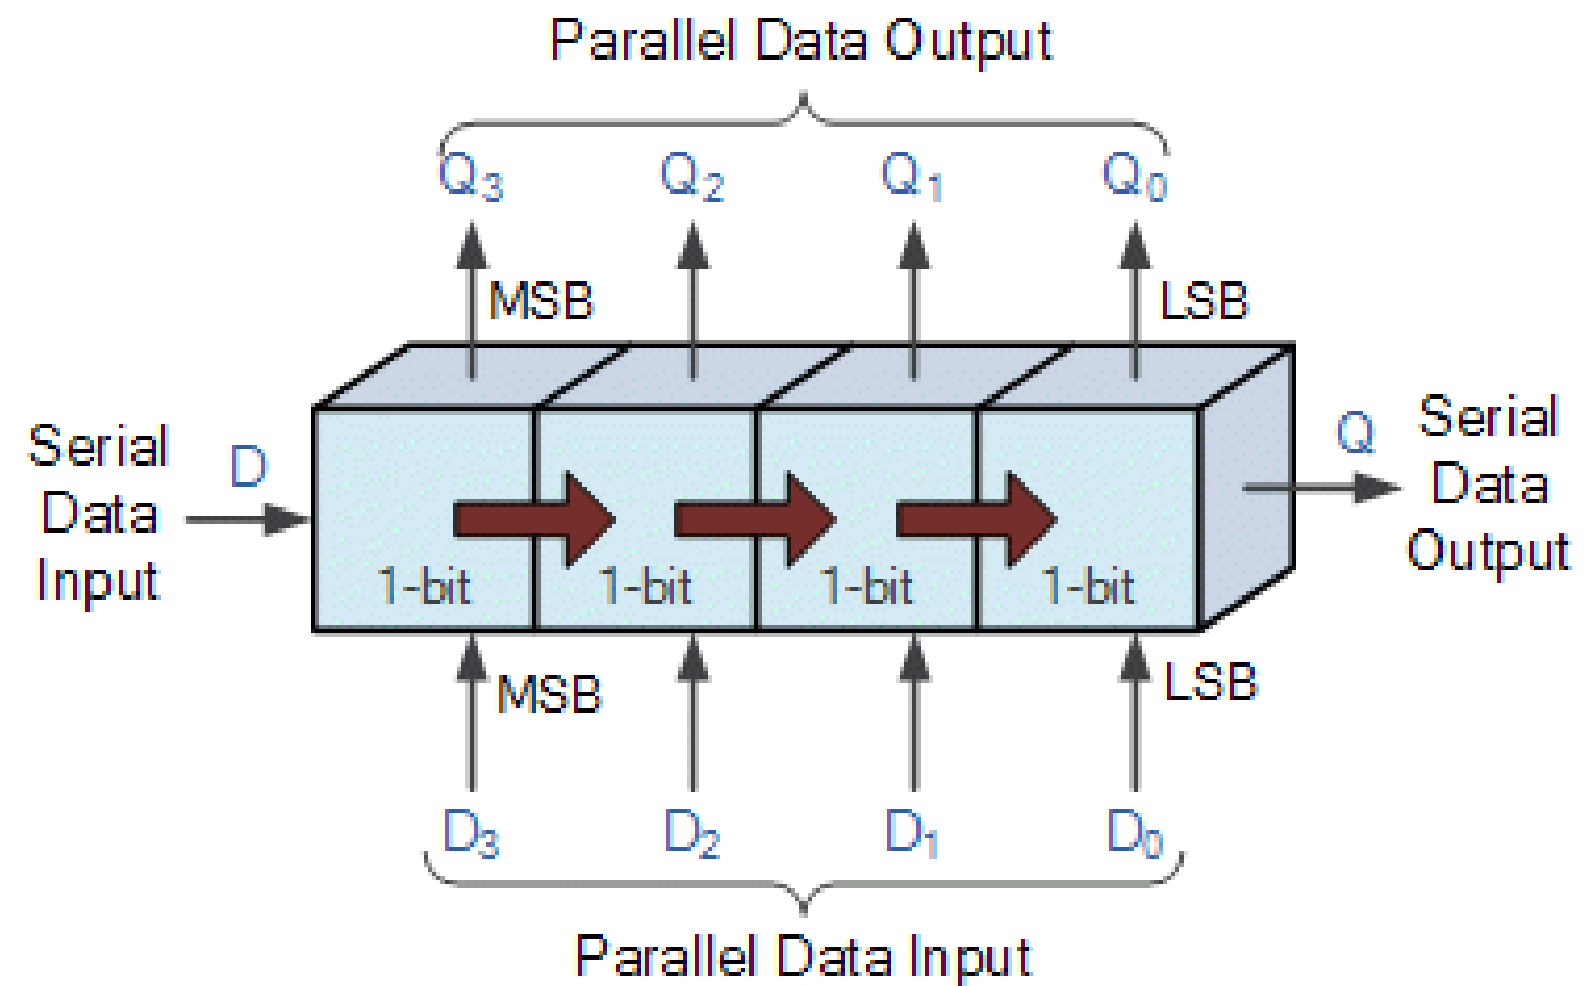 Parallel Data Output
Q3 Q2 Q1 Q0
MSB LSB
Serial
Data
Input
D
Q
Serial
Data
Output
1-bit 1-bit 1-bit 1-bit
MSB LSB
D3 D2 D1 D0
Parallel Data Input